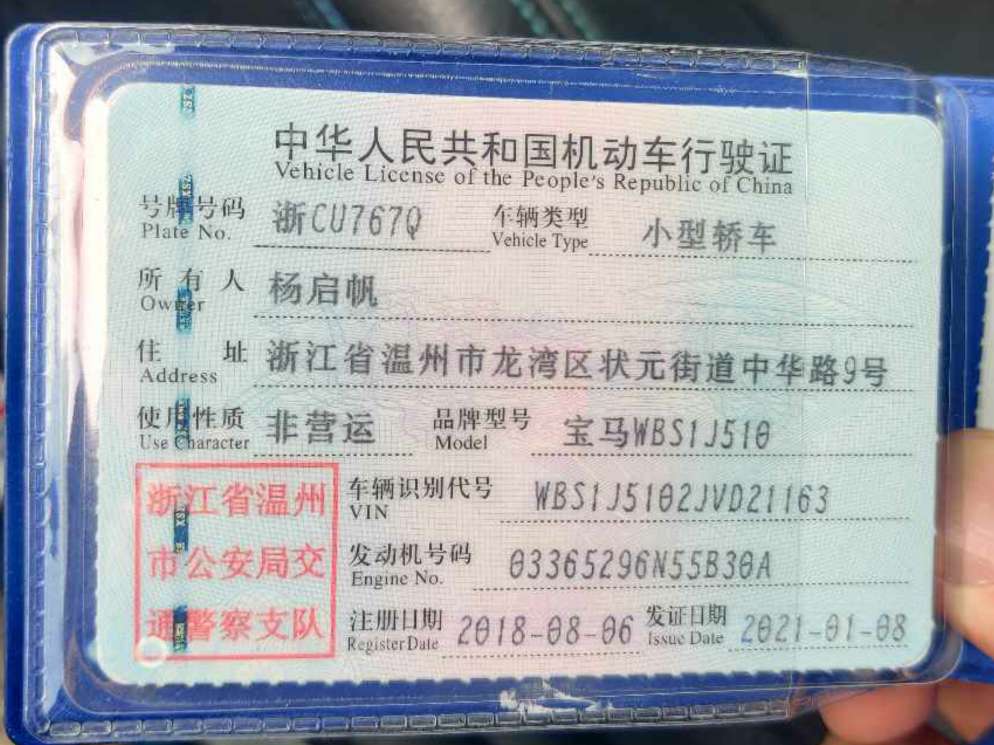 中华人民共和国机动车行驶证
Vehicle License of the People's Republic of China
号牌号码 浙CU767Q 车辆类型 小型轿车
Plate No. Vehicle Type
所有人 杨启帆
Owner
住址 浙江省温州市龙湾区状元街道中华路9号
Address
使用性质 非营运 品牌型号 宝马WBS1J510
Use Character Model
浙江省温州 车辆识别代号 WBS1J5102JVD21163
VIN
市公安局交 发动机号码 03365296N55B30A
Engine No.
通警察支队 注册日期 2018-08-06 发证日期 2021-01-08
Register Date Issue Date